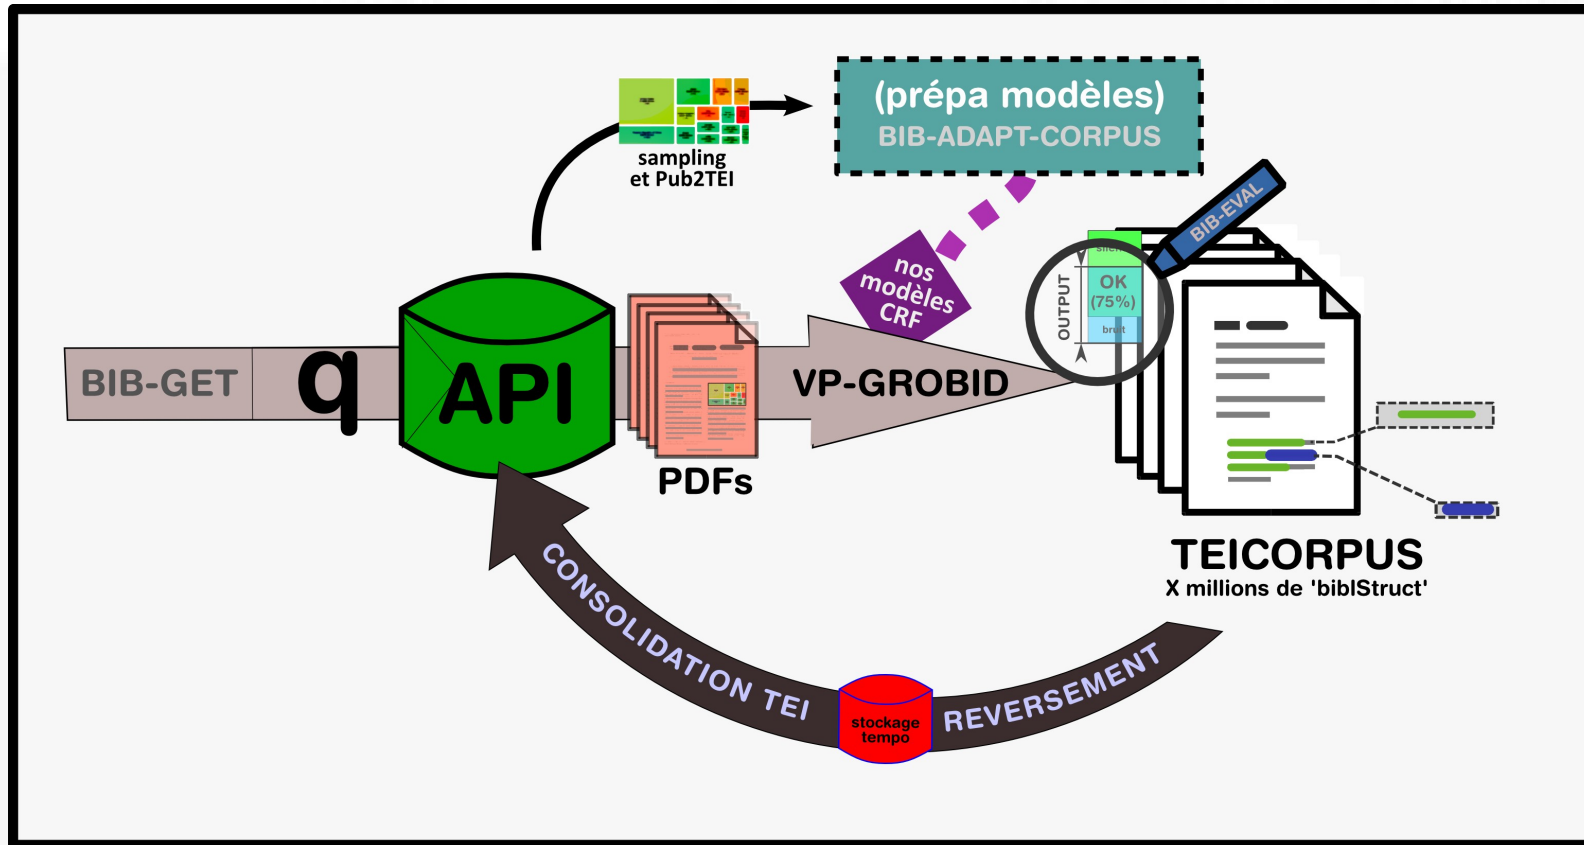 (prépa modèles)
BIB-ADAPT-CORPUS
sampling
et Pub2TEI
BIB-EVAL
nos
modèles
CRF
OUTPUT
OK
(75%)
bruit
BIB-GET
q
API
VP-GROBID
PDFs
TEICORPUS
X millions de 'biblStruct'
CONSOLIDATION TEI
stockage
tempo
REVERSEMENT